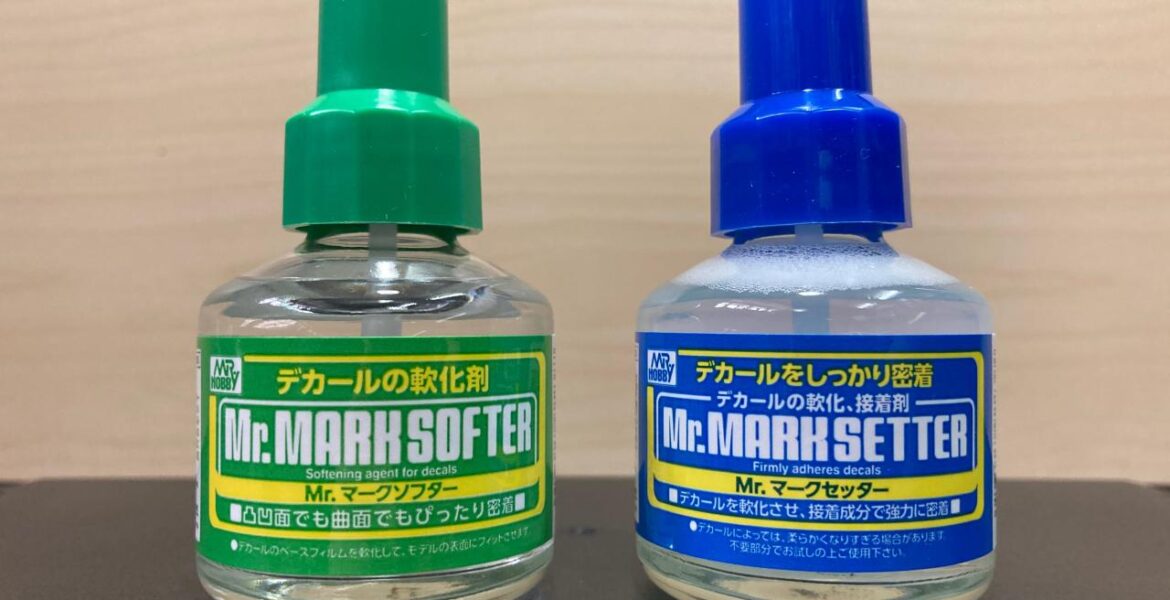 MR HOBBY
デカールの軟化剤
Mr.MARK SOFTER
Softening agent for decals
Mr.マークソフター
■凸凹面でも曲面でもぴったり密着■
●デカールのベースフィルムを軟化して、モデルの表面にフィットさせます。
MR HOBBY
デカールをしっかり密着
デカールの軟化、接着剤
Mr.MARK SETTER
Firmly adheres decals
Mr.マークセッター
■デカールを軟化させ、接着成分で強力に密着■
●デカールによっては、柔らかくなりすぎる場合があります。
不要部分でお試しの上ご使用下さい。